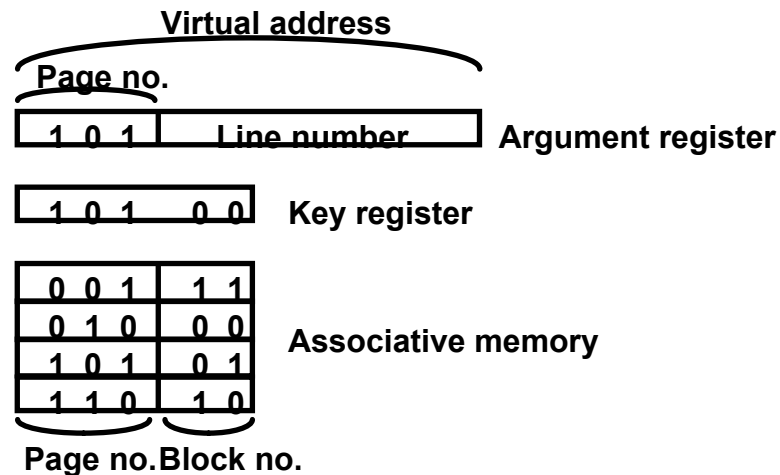 Virtual address
Page no.
1 0 1 Line number Argument register
1 0 1 0 0 Key register
0 0 1 1 1
0 1 0 0 0
Associative memory
1 0 1 0 1
1 1 0 1 0
Page no. Block no.